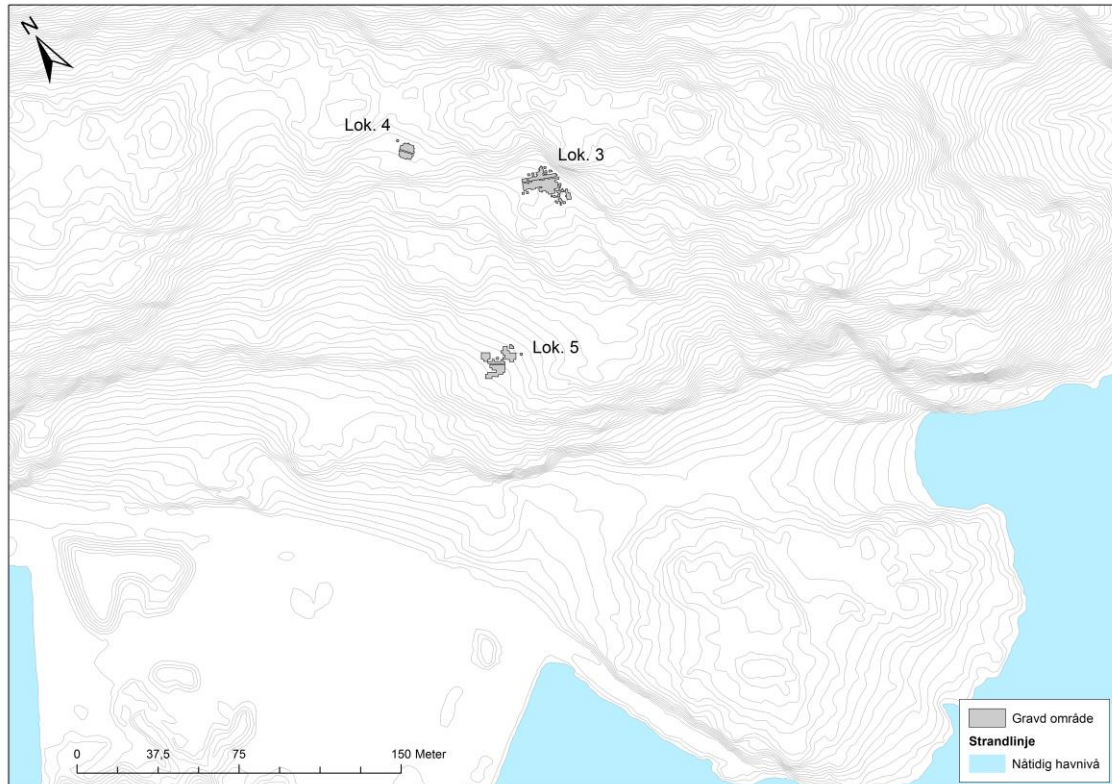 N
Lok. 4
Lok. 3
Lok. 5
0 37,5 75 150 Meter
Gravd område
Strandlinje
Nåtidig havnivå